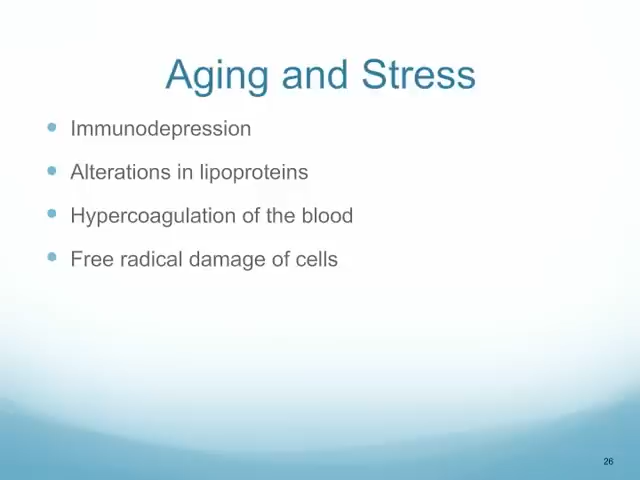 Aging and Stress
• Immunodepression
• Alterations in lipoproteins
• Hypercoagulation of the blood
• Free radical damage of cells
26